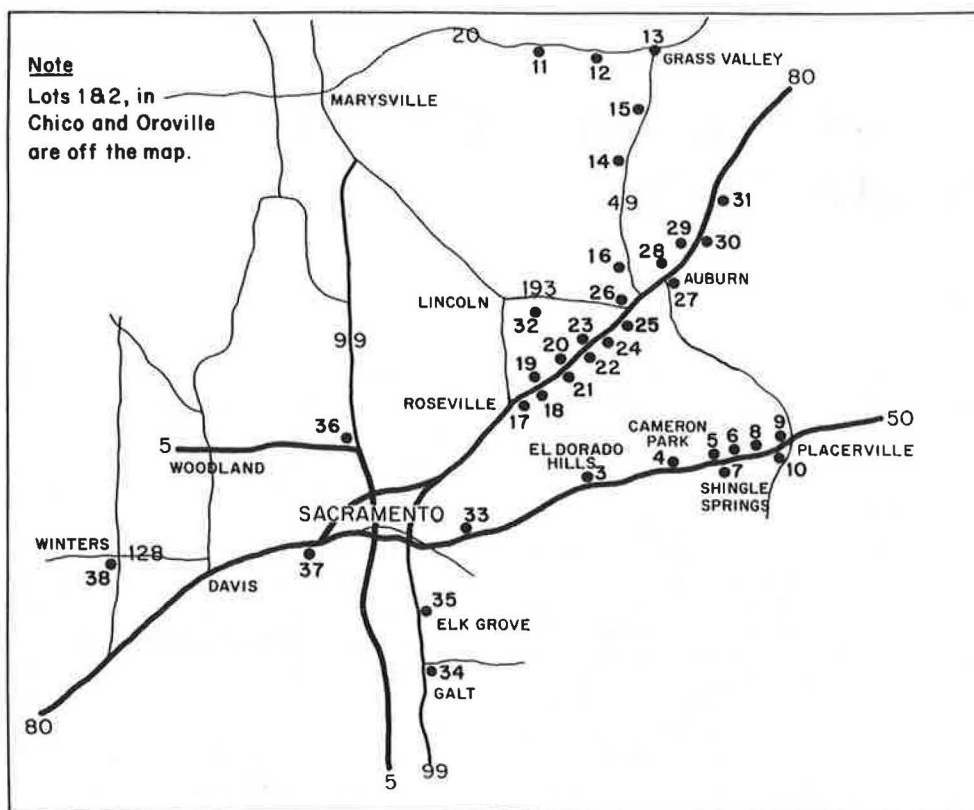 Note
Lots 1&2, in
Chico and Oroville
are off the map.
20
13
11
12
GRASS VALLEY
80
MARYSVILLE
15
14
49
31
29
30
28
16
AUBURN
193
26
27
LINCOLN
32
25
99
23
24
20
22
19
21
50
ROSEVILLE
18
17
36
CAMERON
PARK
9
5
6
8
5
EL DORADO
HILLS
4
PLACERVILLE
WOODLAND
3
7
10
SHINGLE
SPRINGS
SACRAMENTO
33
WINTERS
128
38
37
DAVIS
35
ELK GROVE
34
GALT
80
5
99